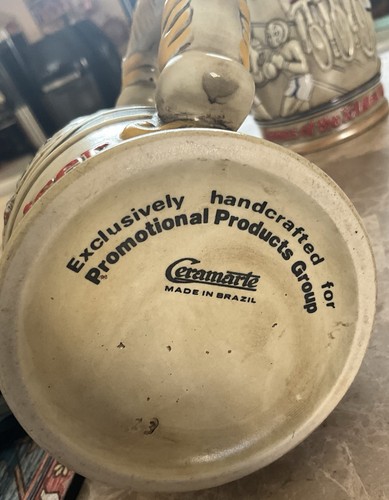 Exclusively handcrafted for
Promotional Products Group
Ceramarte
MADE IN BRAZIL